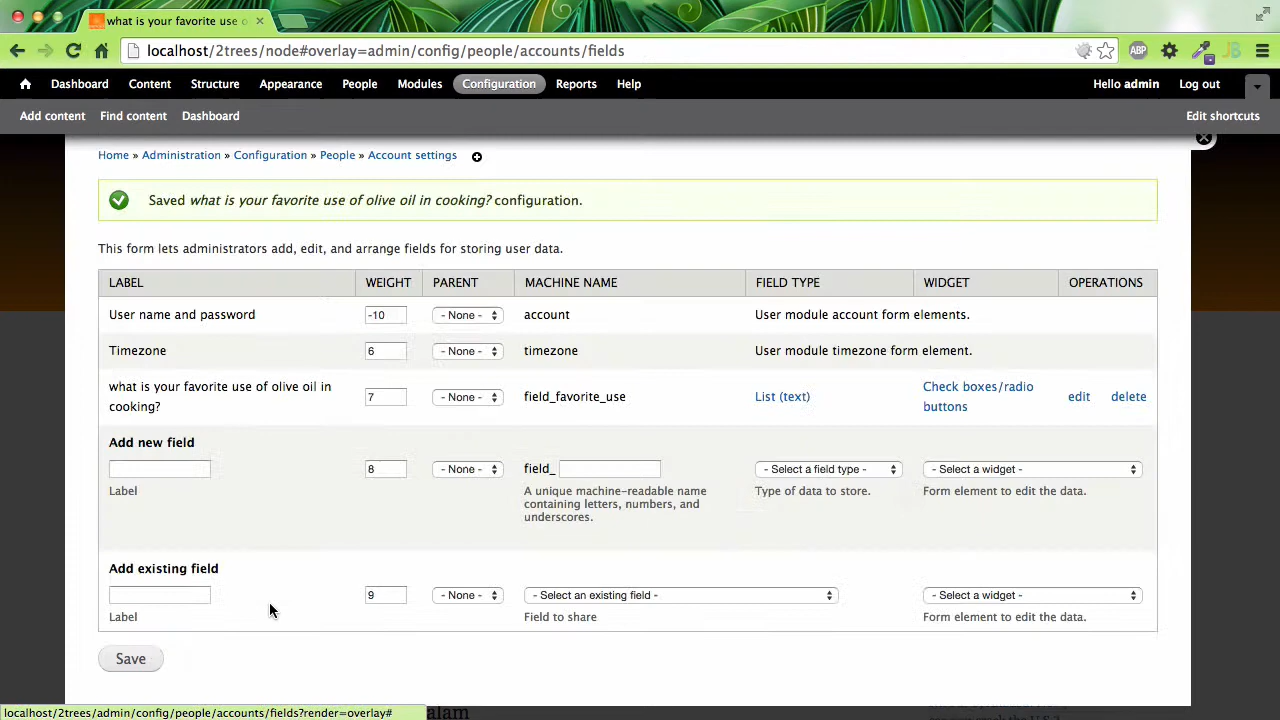 what is your favorite use o
localhost/2trees/node#overlay=admin/config/people/accounts/fields
ABP
JB
Dashboard Content Structure Appearance People Modules Configuration Reports Help Hello admin Log out
Add content Find content Dashboard Edit shortcuts
Home » Administration » Configuration » People » Account settings
Saved what is your favorite use of olive oil in cooking? configuration.
This form lets administrators add, edit, and arrange fields for storing user data.
LABEL WEIGHT PARENT MACHINE NAME FIELD TYPE WIDGET OPERATIONS
User name and password -10 - None - account User module account form elements.
Timezone 6 - None - timezone User module timezone form element.
what is your favorite use of olive oil in
cooking? 7 - None - field_favorite_use List (text) Check boxes/radio
buttons edit delete
Add new field
8 - None - field_ - Select a field type - - Select a widget -
Label A unique machine-readable name Type of data to store. Form element to edit the data.
containing letters, numbers, and
underscores.
Add existing field
9 - None - - Select an existing field - - Select a widget -
Label Field to share Form element to edit the data.
Save
localhost/2trees/admin/config/people/accounts/fields?render=overlay#
alam